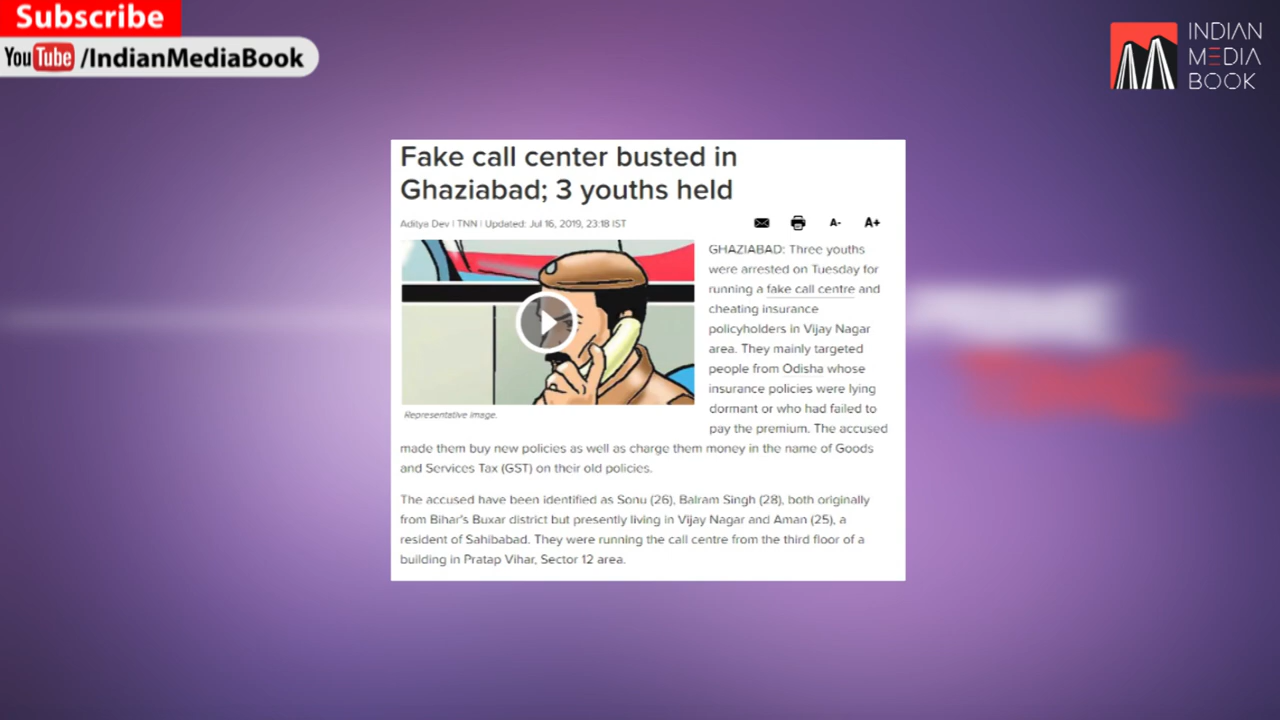 Subscribe
YouTube /IndianMediaBook
INDIAN
MEDIA
BOOK
Fake call center busted in
Ghaziabad; 3 youths held
Aditya Dev | TNN | Updated: Jul 16, 2019, 23:18 IST
A- A+
GHAZIABAD: Three youths
were arrested on Tuesday for
running a fake call centre and
cheating insurance
policyholders in Vijay Nagar
area. They mainly targeted
people from Odisha whose
insurance policies were lying
dormant or who had failed to
pay the premium. The accused
Representative image.
made them buy new policies as well as charge them money in the name of Goods
and Services Tax (GST) on their old policies.
The accused have been identified as Sonu (26), Balram Singh (28), both originally
from Bihar's Buxar district but presently living in Vijay Nagar and Aman (25), a
resident of Sahibabad. They were running the call centre from the third floor of a
building in Pratap Vihar, Sector 12 area.